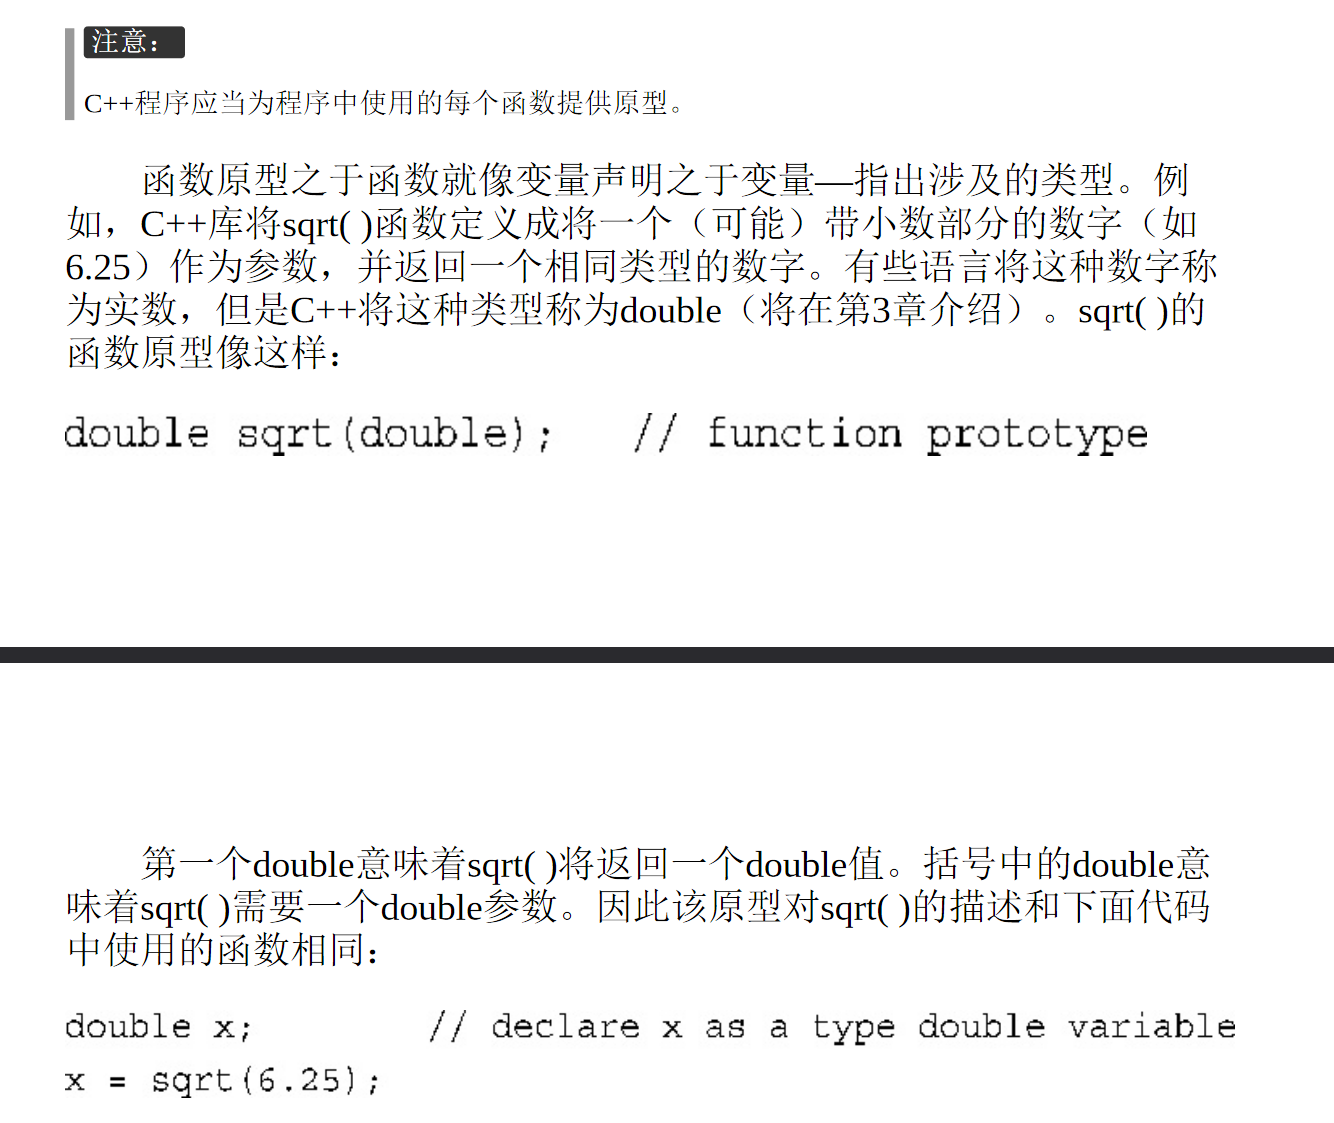 注意：
C++程序应当为程序中使用的每个函数提供原型。
函数原型之于函数就像变量声明之于变量—指出涉及的类型。例
如，C++库将sqrt( )函数定义成将一个（可能）带小数部分的数字（如
6.25）作为参数，并返回一个相同类型的数字。有些语言将这种数字称
为实数，但是C++将这种类型称为double（将在第3章介绍）。sqrt( )的
函数原型像这样：
double sqrt(double);   // function prototype
第一个double意味着sqrt( )将返回一个double值。括号中的double意
味着sqrt( )需要一个double参数。因此该原型对sqrt( )的描述和下面代码
中使用的函数相同：
double x;        // declare x as a type double variable
x = sqrt(6.25);